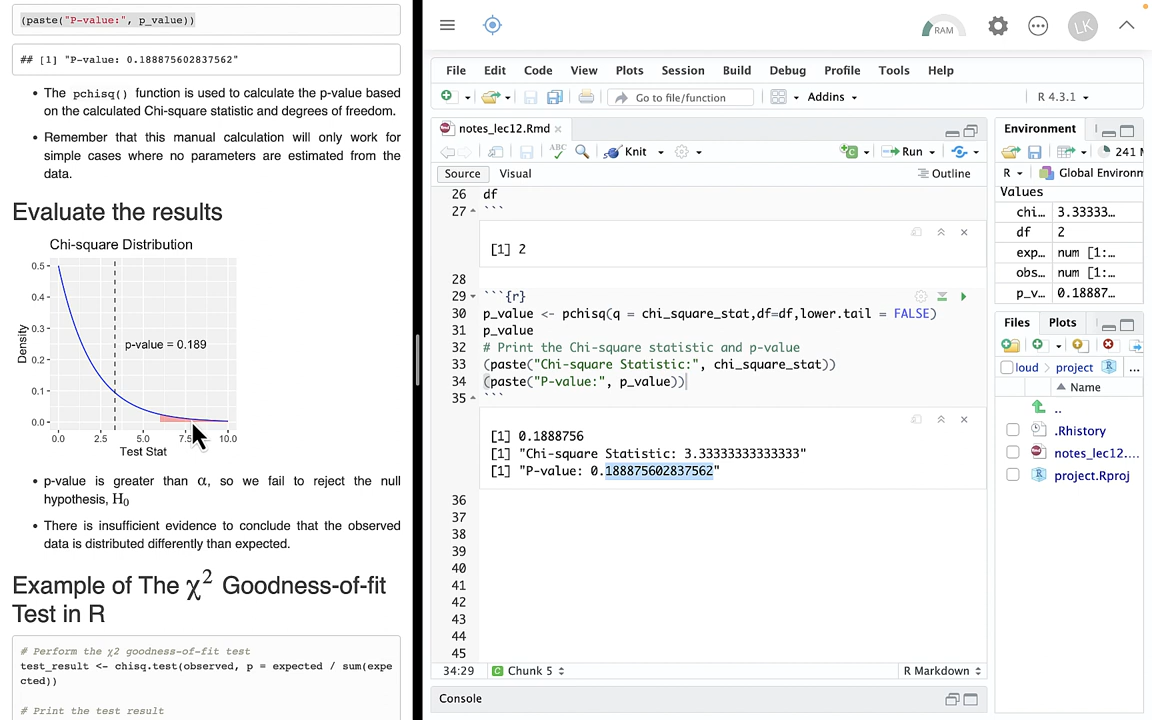 (paste("P-value:", p_value))
## [1] "P-value: 0.188875602837562"
• The pchisq() function is used to calculate the p-value based
on the calculated Chi-square statistic and degrees of freedom.
• Remember that this manual calculation will only work for
simple cases where no parameters are estimated from the
data.
Evaluate the results
Chi-square Distribution
0.5
0.4
0.3
0.2
0.1
0.0
Density
p-value = 0.189
0.0 2.5 5.0 7.5 10.0
Test Stat
• p-value is greater than α, so we fail to reject the null
hypothesis, H₀
• There is insufficient evidence to conclude that the observed
data is distributed differently than expected.
Example of The χ² Goodness-of-fit
Test in R
# Perform the χ2 goodness-of-fit test
test_result <- chisq.test(observed, p = expected / sum(expe
cted))
# Print the test result
RAM
LK
File Edit Code View Plots Session Build Debug Profile Tools Help
Go to file/function
Addins
R 4.3.1
notes_lec12.Rmd
ABC
Knit
Run
Source Visual
Outline
26 df
27 ```
[1] 2
28
29 ```{r}
30 p_value <- pchisq(q = chi_square_stat,df=df,lower.tail = FALSE)
31 p_value
32 # Print the Chi-square statistic and p-value
33 (paste("Chi-square Statistic:", chi_square_stat))
34 (paste("P-value:", p_value))
35 ```
[1] 0.1888756
[1] "Chi-square Statistic: 3.33333333333333"
[1] "P-value: 0.188875602837562"
36
37
38
39
40
41
42
43
44
45
34:29
Chunk 5
R Markdown
Console
Environment
241 M
R
Global Environm
Values
chi… 3.33333…
df 2
exp… num [1:…
obs… num [1:…
p_v… 0.18887…
Files Plots
loud project
...
Name
..
.Rhistory
notes_lec12....
project.Rproj